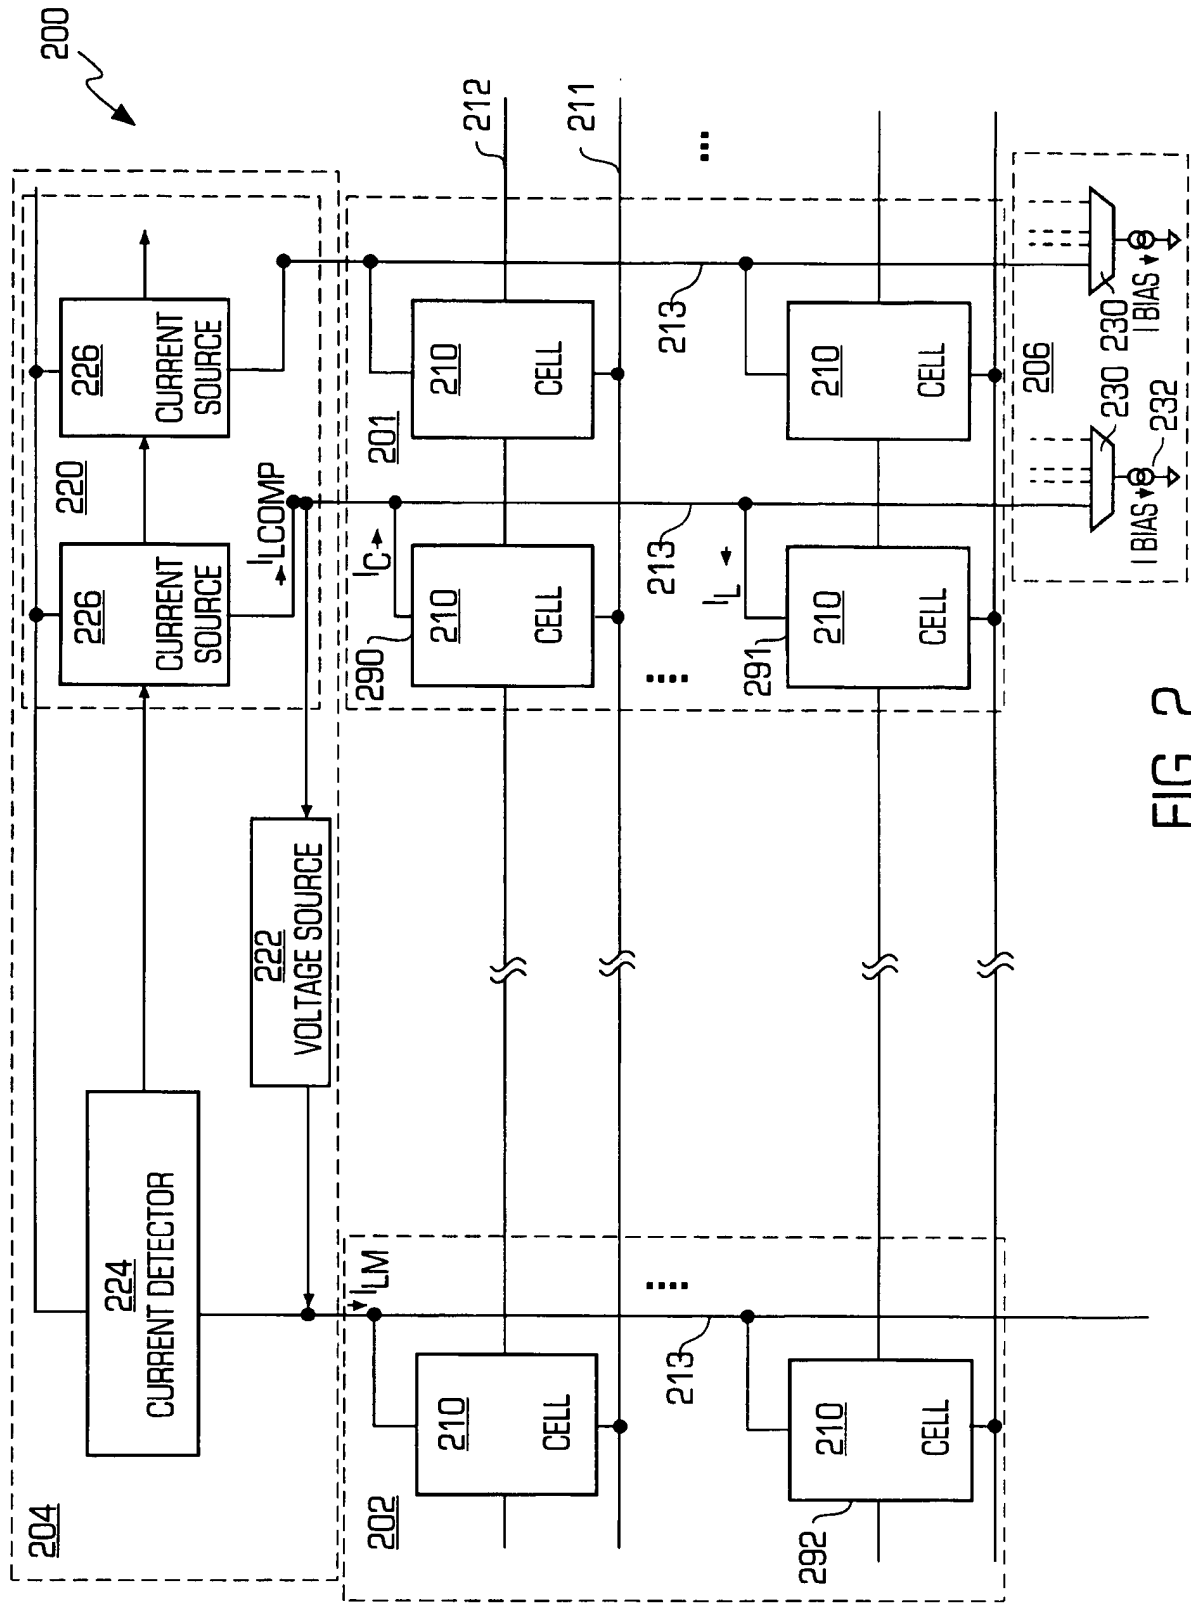 200
204
224
CURRENT DETECTOR
226
CURRENT
SOURCE
220
226
CURRENT
SOURCE
222
VOLTAGE SOURCE
ILCOMP
ILM
IC
212
211
202
210
CELL
290
210
CELL
201
210
CELL
....
....
...
213
213
213
IL
292
210
CELL
291
210
CELL
210
CELL
206
230
I BIAS
232
230
I BIAS
FIG 2